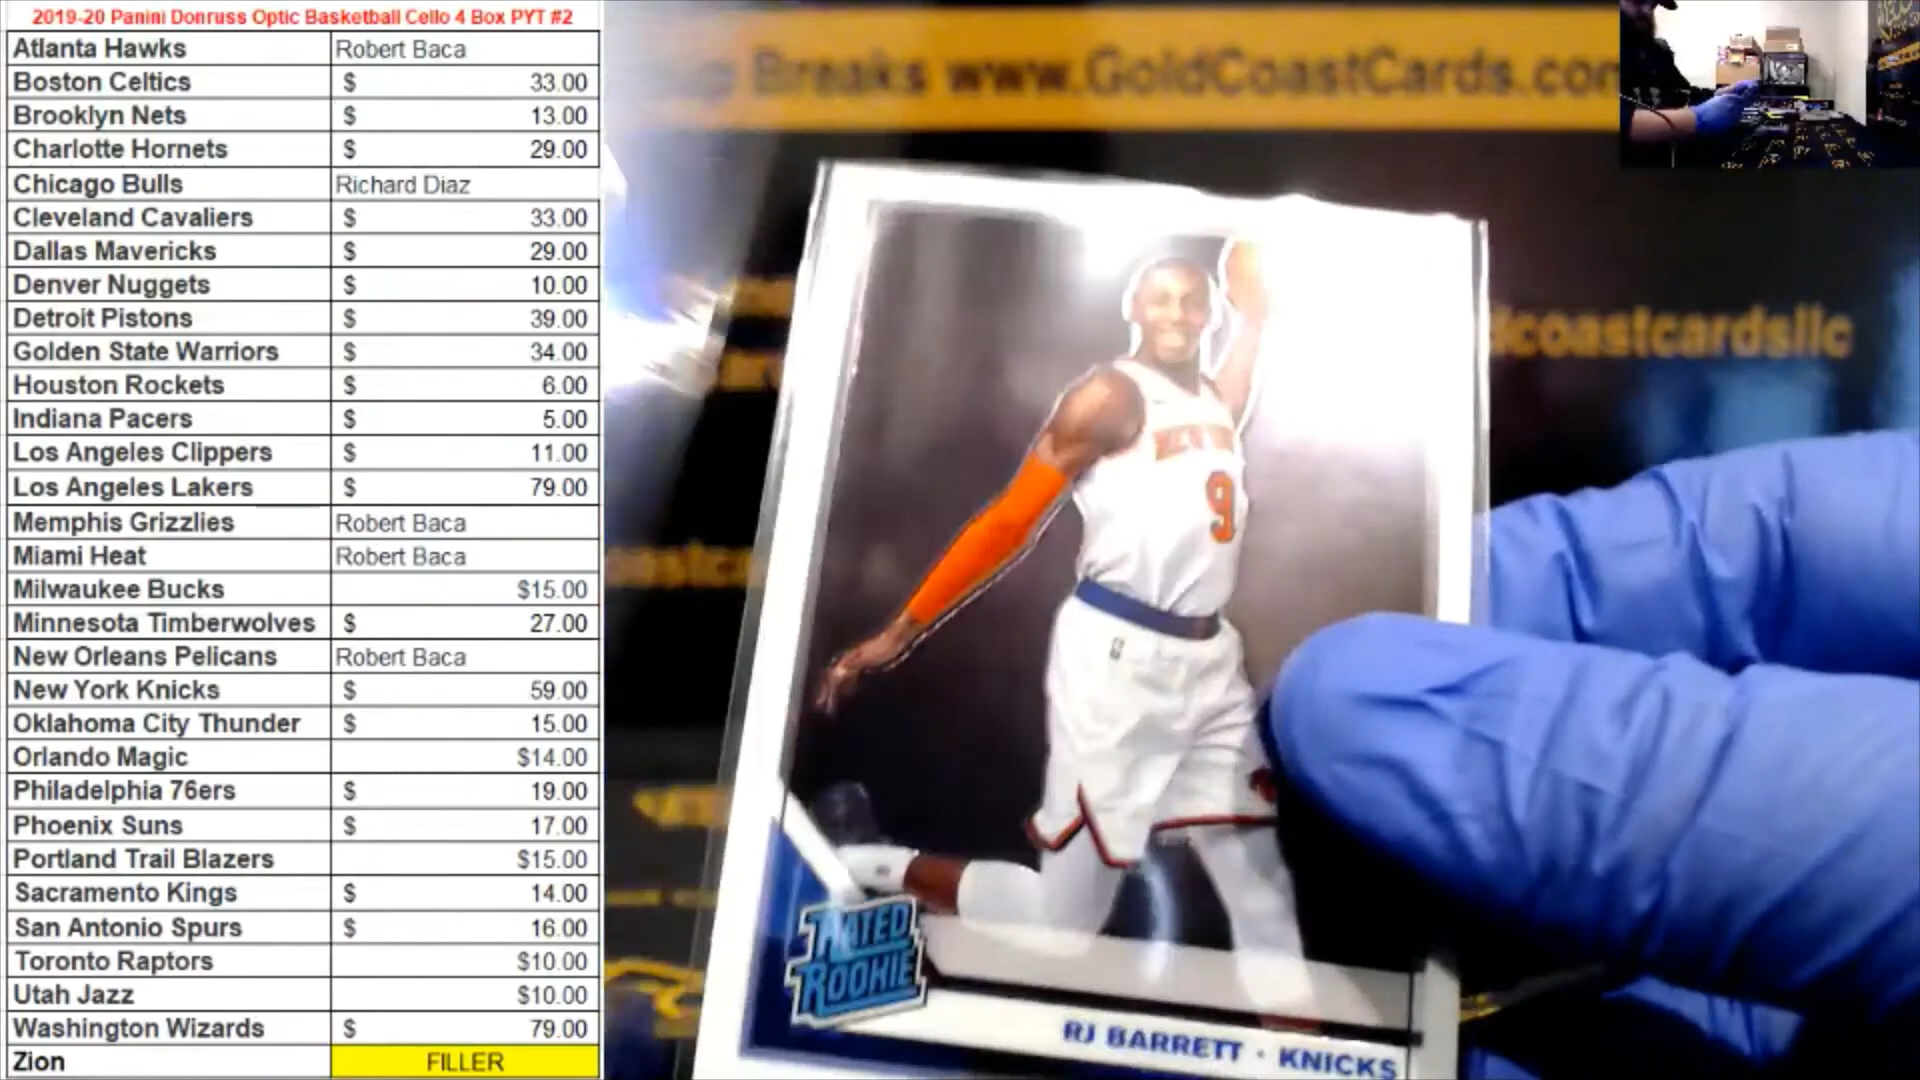 2019-20 Panini Donruss Optic Basketball Cello 4 Box PYT #2
Atlanta Hawks Robert Baca
Boston Celtics $ 33.00
Brooklyn Nets $ 13.00
Charlotte Hornets $ 29.00
Chicago Bulls Richard Diaz
Cleveland Cavaliers $ 33.00
Dallas Mavericks $ 29.00
Denver Nuggets $ 10.00
Detroit Pistons $ 39.00
Golden State Warriors $ 34.00
Houston Rockets $ 6.00
Indiana Pacers $ 5.00
Los Angeles Clippers $ 11.00
Los Angeles Lakers $ 79.00
Memphis Grizzlies Robert Baca
Miami Heat Robert Baca
Milwaukee Bucks $15.00
Minnesota Timberwolves $ 27.00
New Orleans Pelicans Robert Baca
New York Knicks $ 59.00
Oklahoma City Thunder $ 15.00
Orlando Magic $14.00
Philadelphia 76ers $ 19.00
Phoenix Suns $ 17.00
Portland Trail Blazers $15.00
Sacramento Kings $ 14.00
San Antonio Spurs $ 16.00
Toronto Raptors $10.00
Utah Jazz $10.00
Washington Wizards $ 79.00
Zion FILLER
Breaks www.GoldCoastCards.com
dcoastcardsllc
NEW YORK
9
RATED
ROOKIE
RJ BARRETT · KNICKS